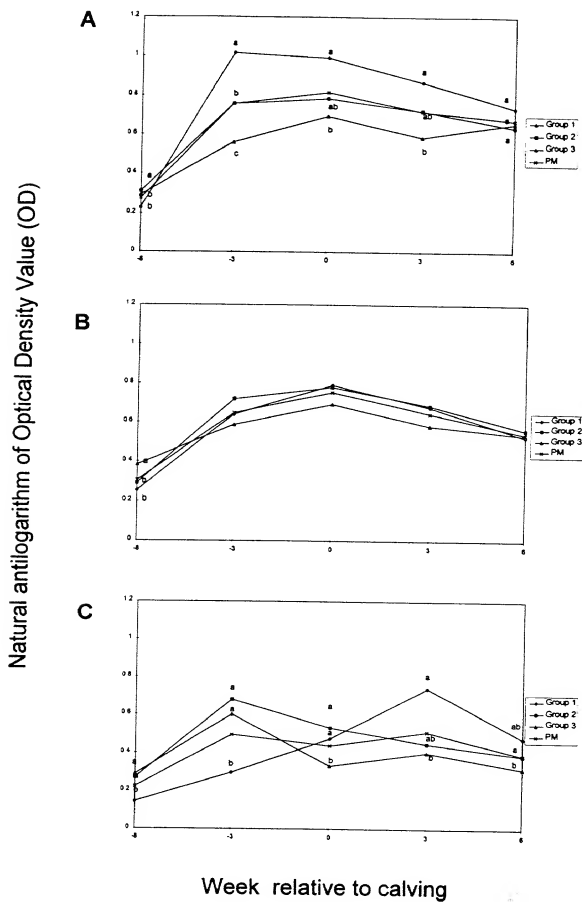 Natural antilogarithm of Optical Density Value (OD)
A
1.2
1
0.8
0.6
0.4
0.2
0
a
a
a
a
b
ab
ab
a
c
b
b
a
b
b
-8
-3
0
3
6
Group 1
Group 2
Group 3
PM
B
1.2
1
0.8
0.6
0.4
0.2
0
a
b
b
-8
-3
0
3
6
Group 1
Group 2
Group 3
PM
C
1.2
1
0.8
0.6
0.4
0.2
0
a
a
a
a
ab
a
a
ab
a
b
b
b
b
b
-8
-3
0
3
6
Group 1
Group 2
Group 3
PM
Week relative to calving